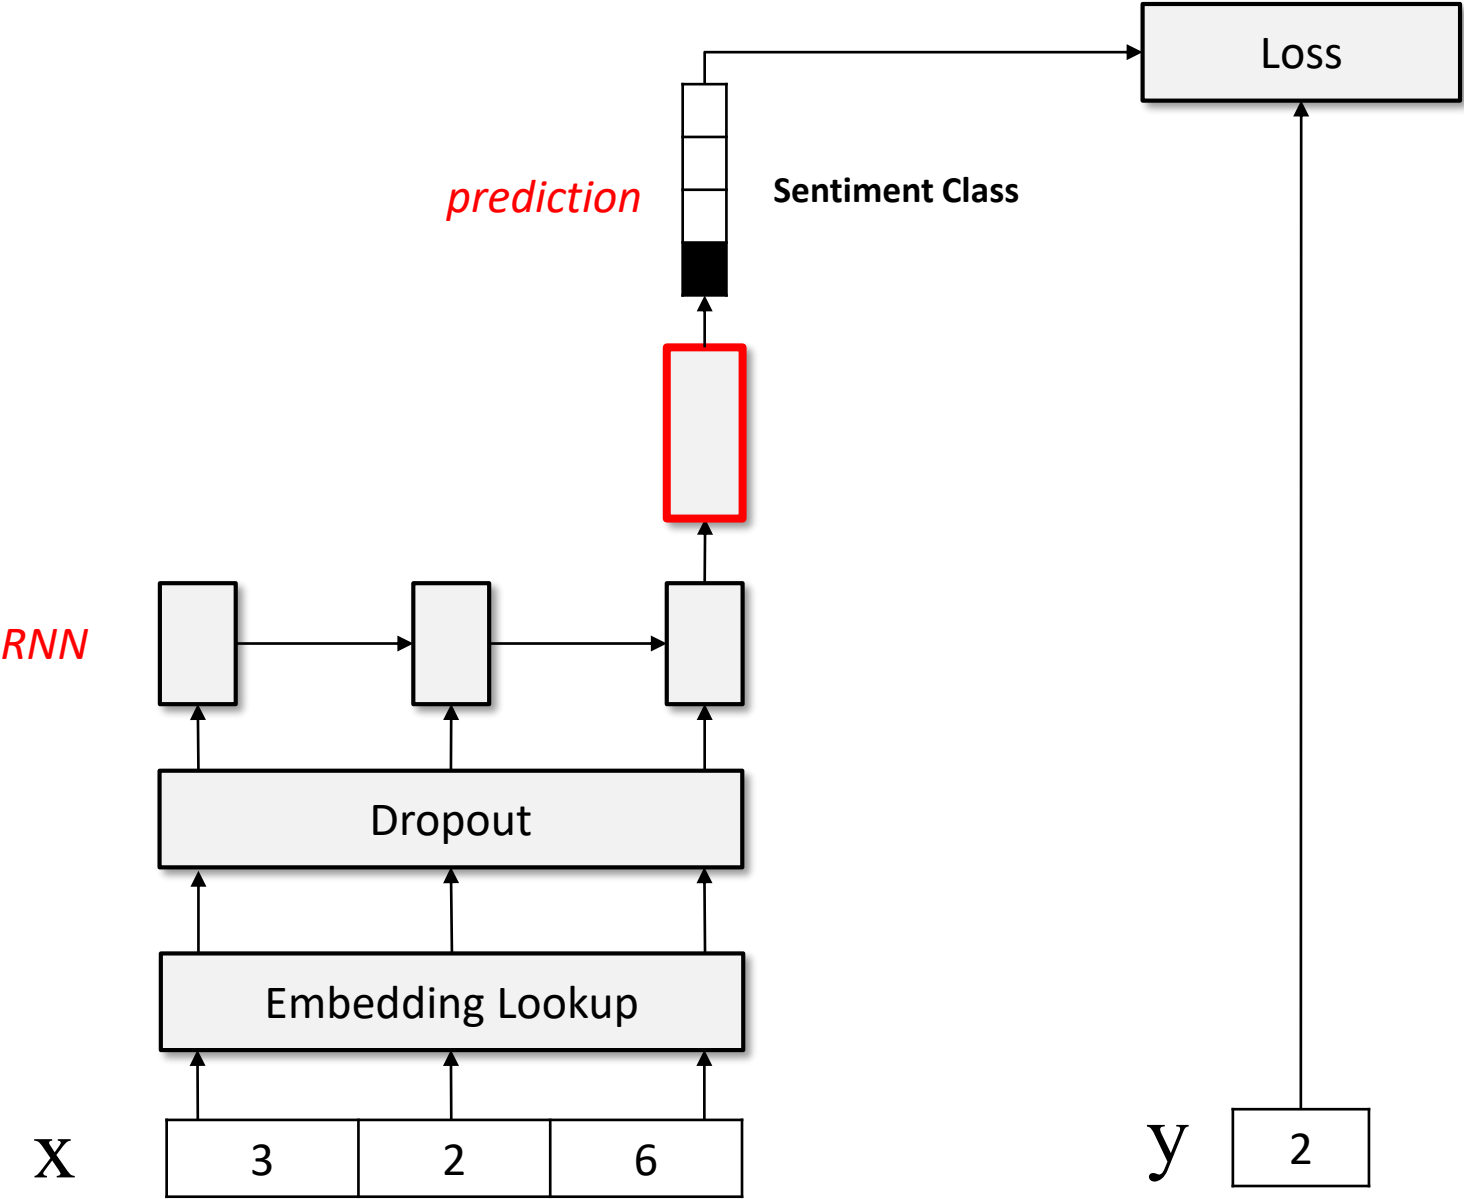 Loss
prediction
Sentiment Class
RNN
Dropout
Embedding Lookup
x 3 2 6
y 2